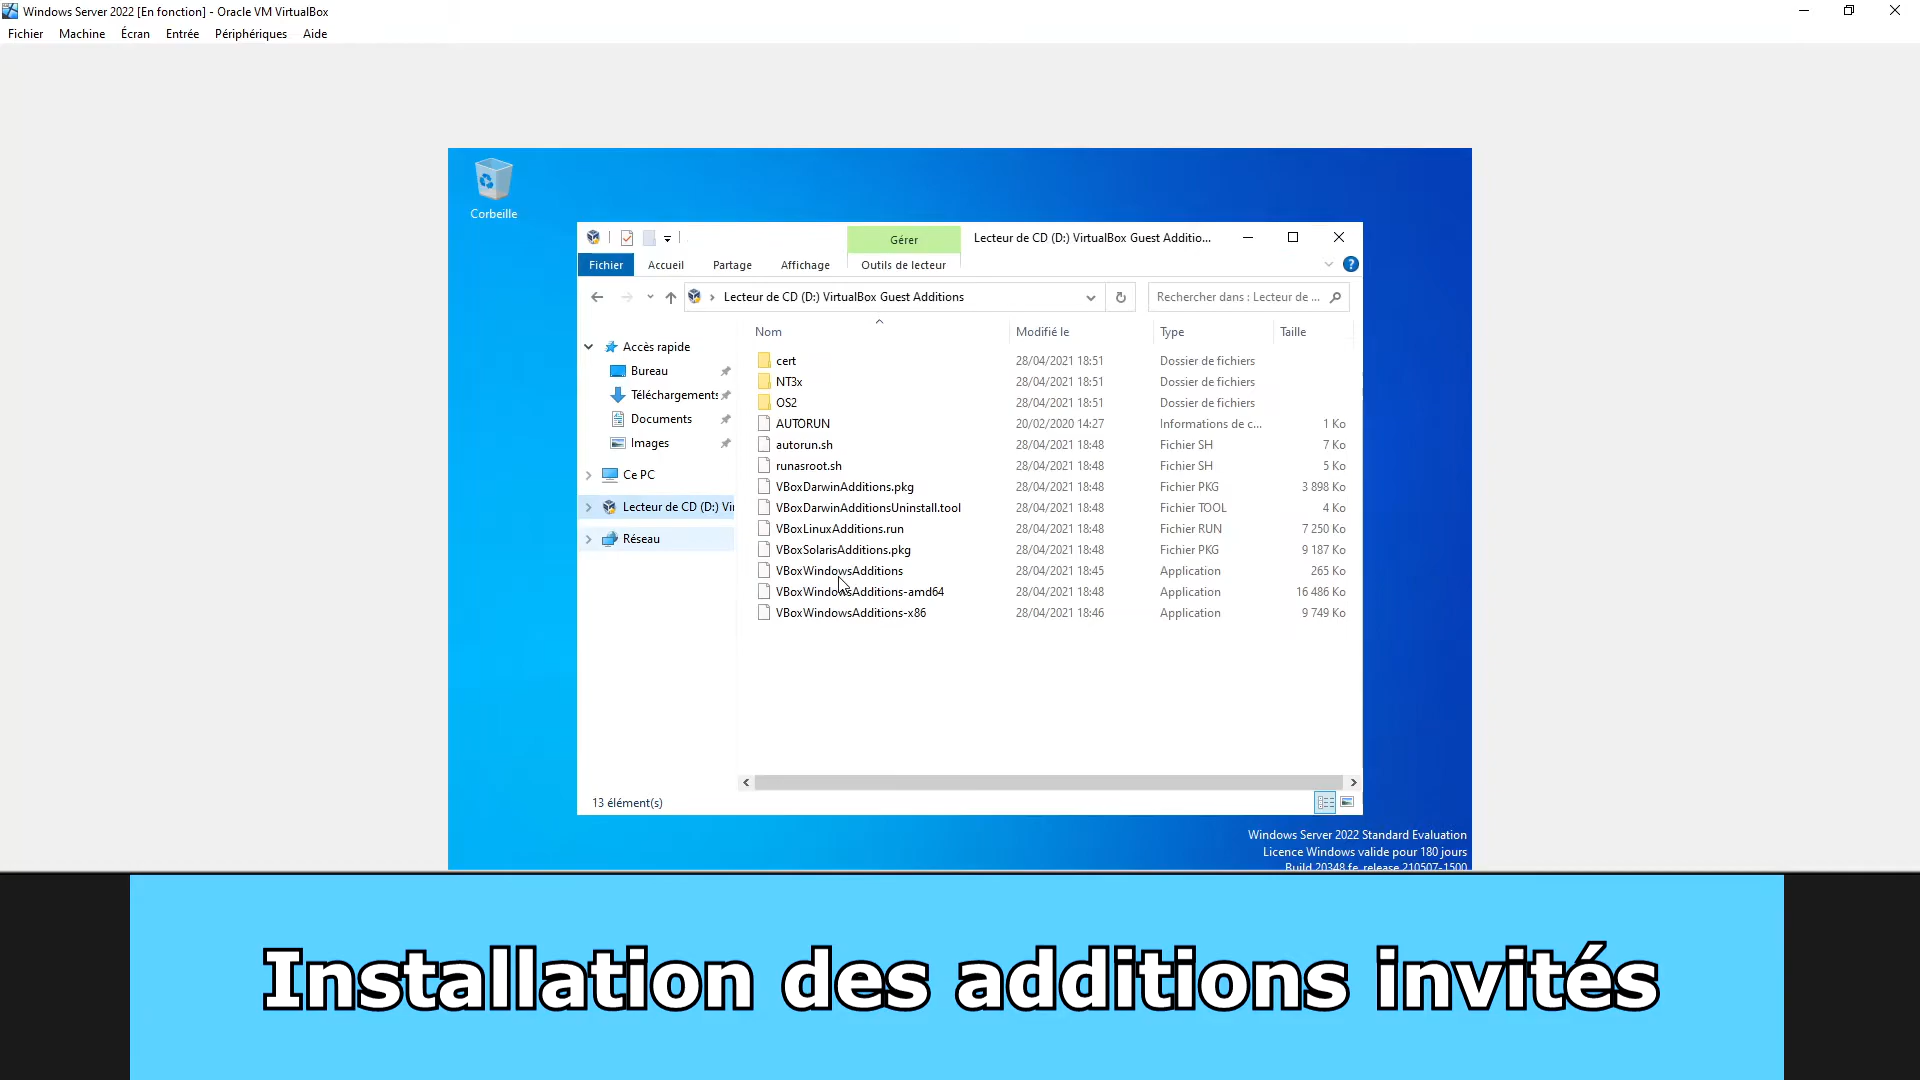 Windows Server 2022 [En fonction] - Oracle VM VirtualBox
Fichier Machine Écran Entrée Périphériques Aide
Corbeille
Gérer Lecteur de CD (D:) VirtualBox Guest Additio...
Fichier Accueil Partage Affichage Outils de lecteur ?
Lecteur de CD (D:) VirtualBox Guest Additions Rechercher dans : Lecteur de ...
Nom Modifié le Type Taille
Accès rapide
Bureau
Téléchargements
Documents
Images
Ce PC
Lecteur de CD (D:) Vir
Réseau
cert 28/04/2021 18:51 Dossier de fichiers
NT3x 28/04/2021 18:51 Dossier de fichiers
OS2 28/04/2021 18:51 Dossier de fichiers
AUTORUN 20/02/2020 14:27 Informations de c... 1 Ko
autorun.sh 28/04/2021 18:48 Fichier SH 7 Ko
runasroot.sh 28/04/2021 18:48 Fichier SH 5 Ko
VBoxDarwinAdditions.pkg 28/04/2021 18:48 Fichier PKG 3 898 Ko
VBoxDarwinAdditionsUninstall.tool 28/04/2021 18:48 Fichier TOOL 4 Ko
VBoxLinuxAdditions.run 28/04/2021 18:48 Fichier RUN 7 250 Ko
VBoxSolarisAdditions.pkg 28/04/2021 18:48 Fichier PKG 9 187 Ko
VBoxWindowsAdditions 28/04/2021 18:45 Application 265 Ko
VBoxWindowsAdditions-amd64 28/04/2021 18:48 Application 16 486 Ko
VBoxWindowsAdditions-x86 28/04/2021 18:46 Application 9 749 Ko
13 élément(s)
Windows Server 2022 Standard Evaluation
Licence Windows valide pour 180 jours
Build 20348.fe_release.210507-1500
Installation des additions invités